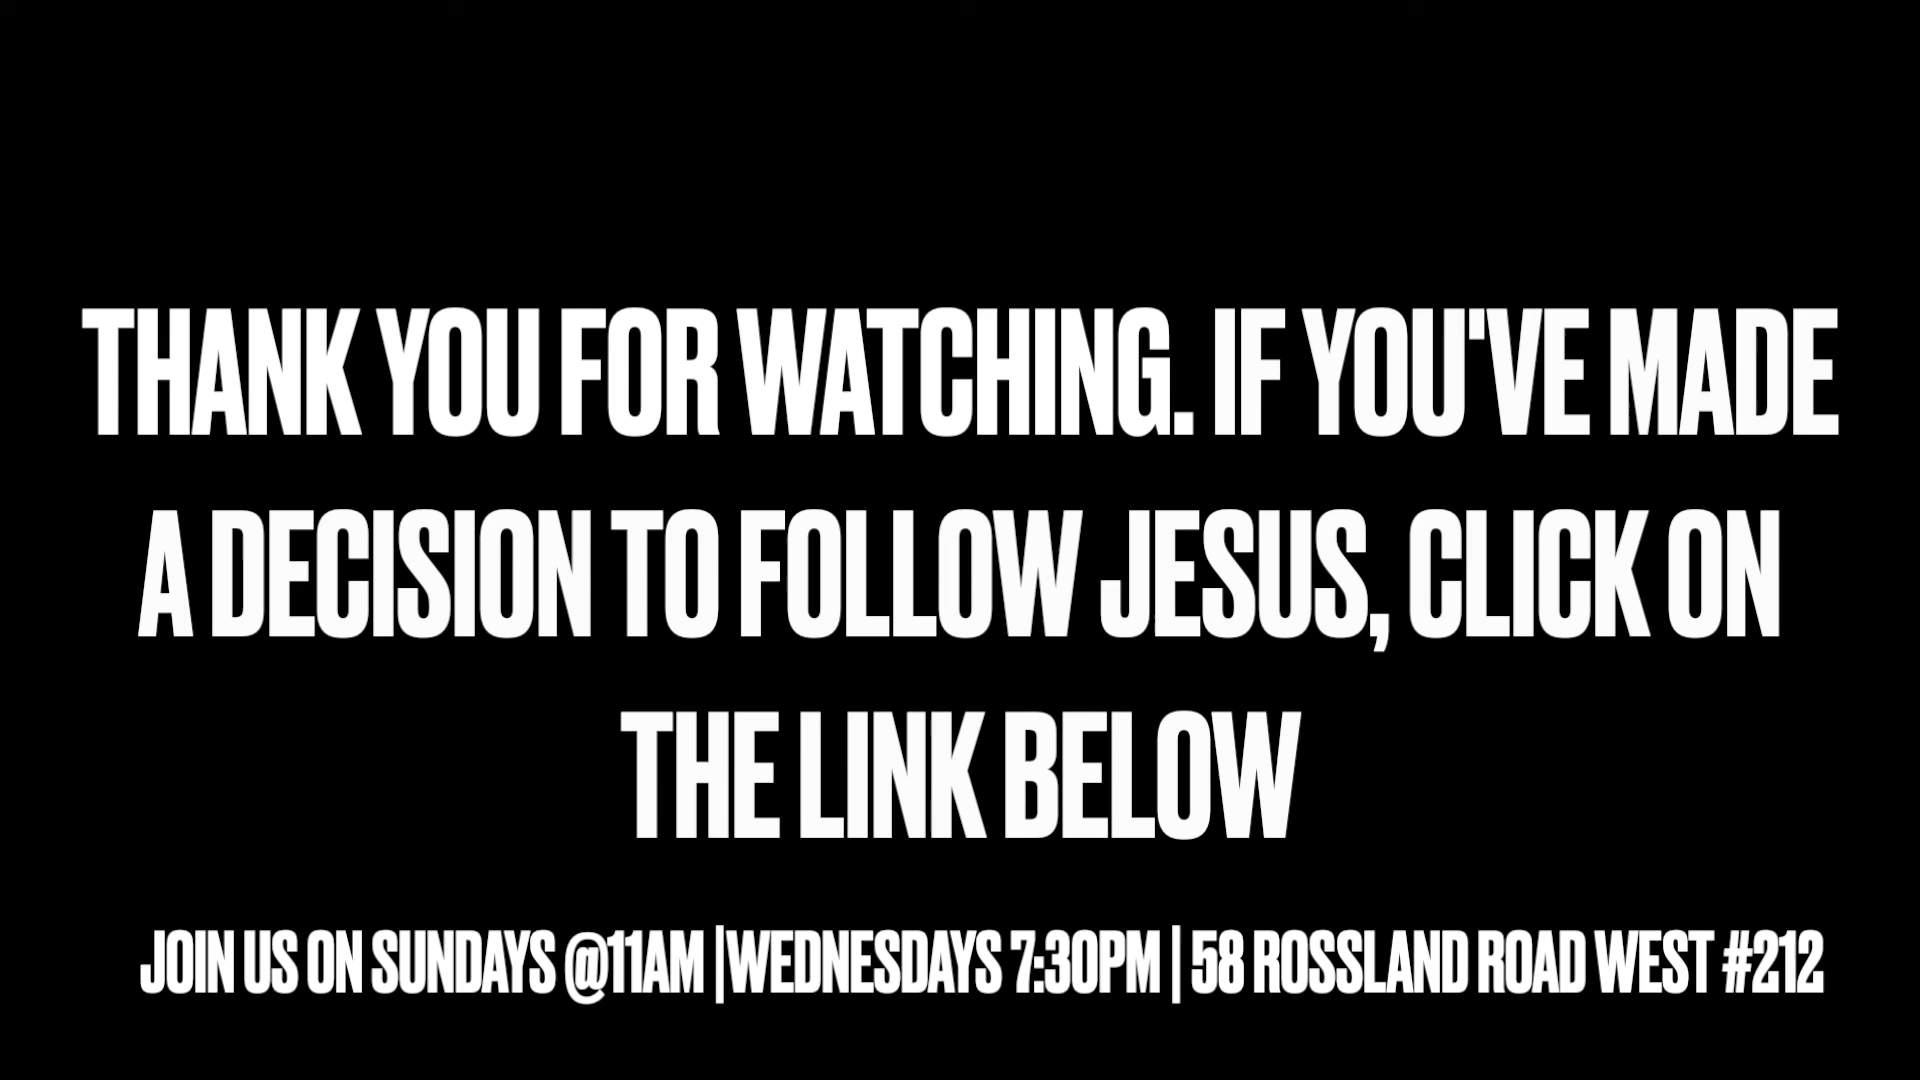 THANK YOU FOR WATCHING. IF YOU'VE MADE
A DECISION TO FOLLOW JESUS, CLICK ON
THE LINK BELOW
JOIN US ON SUNDAYS @11AM |WEDNESDAYS 7:30PM | 58 ROSSLAND ROAD WEST #212